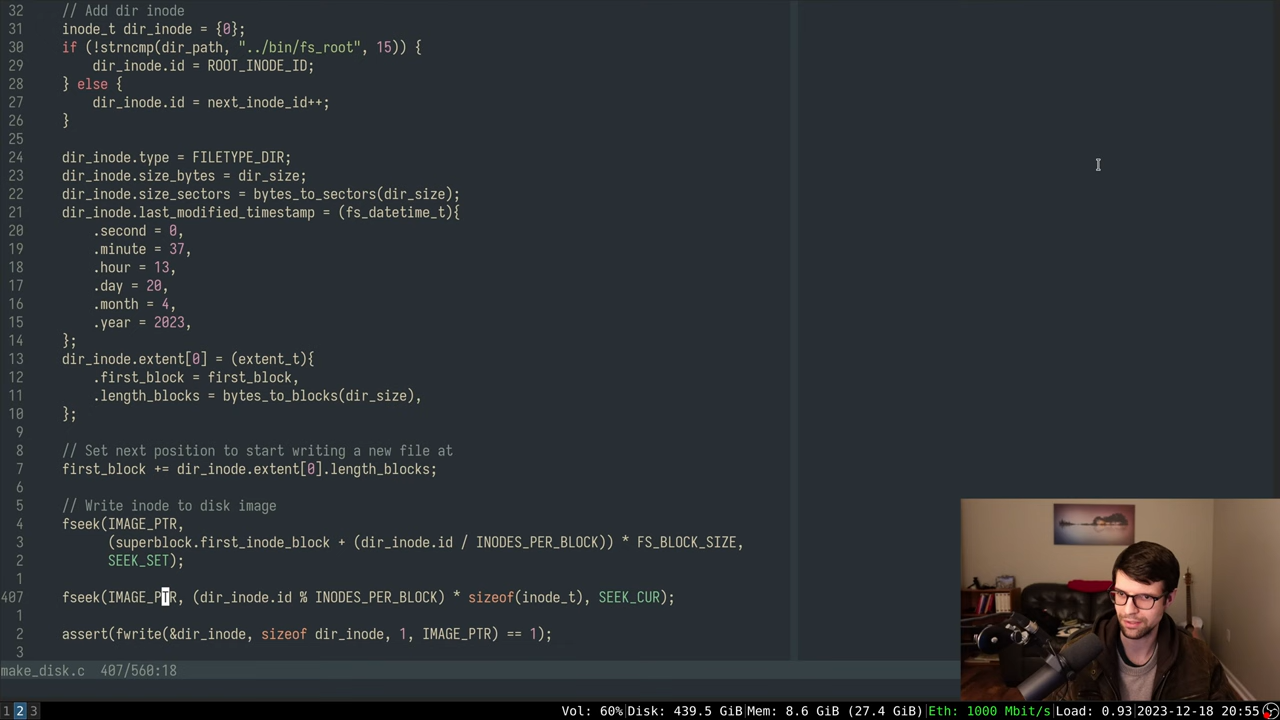 32 // Add dir inode
31 inode_t dir_inode = {0};
30 if (!strncmp(dir_path, "../bin/fs_root", 15)) {
29 dir_inode.id = ROOT_INODE_ID;
28 } else {
27 dir_inode.id = next_inode_id++;
26 }
25
24 dir_inode.type = FILETYPE_DIR;
23 dir_inode.size_bytes = dir_size;
22 dir_inode.size_sectors = bytes_to_sectors(dir_size);
21 dir_inode.last_modified_timestamp = (fs_datetime_t){
20 .second = 0,
19 .minute = 37,
18 .hour = 13,
17 .day = 20,
16 .month = 4,
15 .year = 2023,
14 };
13 dir_inode.extent[0] = (extent_t){
12 .first_block = first_block,
11 .length_blocks = bytes_to_blocks(dir_size),
10 };
9
8 // Set next position to start writing a new file at
7 first_block += dir_inode.extent[0].length_blocks;
6
5 // Write inode to disk image
4 fseek(IMAGE_PTR,
3 (superblock.first_inode_block + (dir_inode.id / INODES_PER_BLOCK)) * FS_BLOCK_SIZE,
2 SEEK_SET);
1
407 fseek(IMAGE_PTR, (dir_inode.id % INODES_PER_BLOCK) * sizeof(inode_t), SEEK_CUR);
1
2 assert(fwrite(&dir_inode, sizeof dir_inode, 1, IMAGE_PTR) == 1);
3
make_disk.c 407/560:18
1 2 3 Vol: 60%|Disk: 439.5 GiB|Mem: 8.6 GiB (27.4 GiB)|Eth: 1000 Mbit/s|Load: 0.93|2023-12-18 20:55